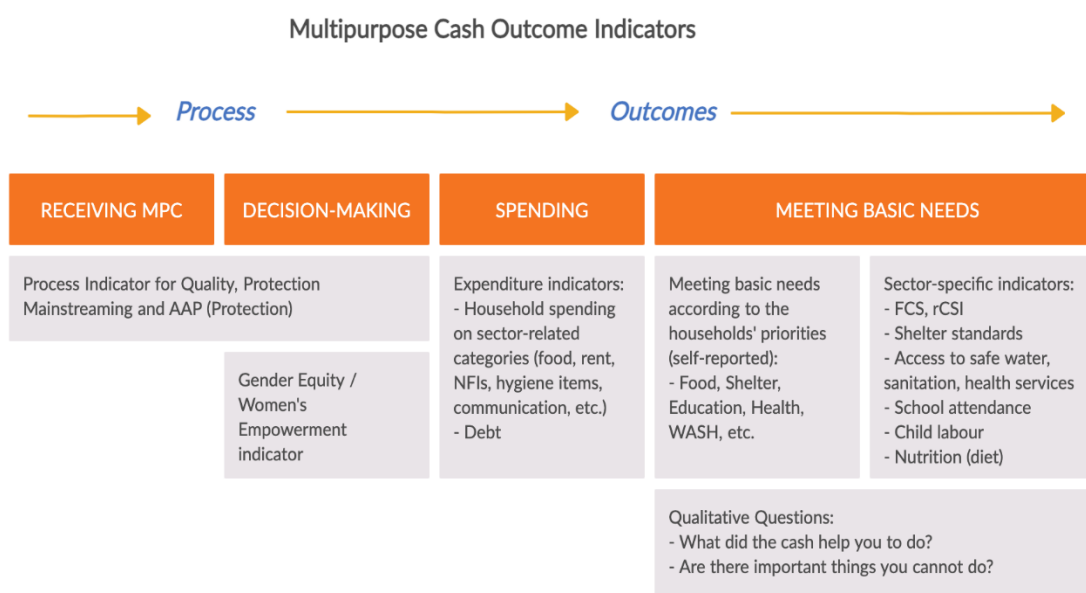 Multipurpose Cash Outcome Indicators
Process
Outcomes
RECEIVING MPC
DECISION-MAKING
SPENDING
MEETING BASIC NEEDS
Process Indicator for Quality, Protection
Mainstreaming and AAP (Protection)
Gender Equity /
Women's
Empowerment
indicator
Expenditure indicators:
- Household spending
on sector-related
categories (food, rent,
NFIs, hygiene items,
communication, etc.)
- Debt
Meeting basic needs
according to the
households' priorities
(self-reported):
- Food, Shelter,
Education, Health,
WASH, etc.
Sector-specific indicators:
- FCS, rCSI
- Shelter standards
- Access to safe water,
sanitation, health services
- School attendance
- Child labour
- Nutrition (diet)
Qualitative Questions:
- What did the cash help you to do?
- Are there important things you cannot do?